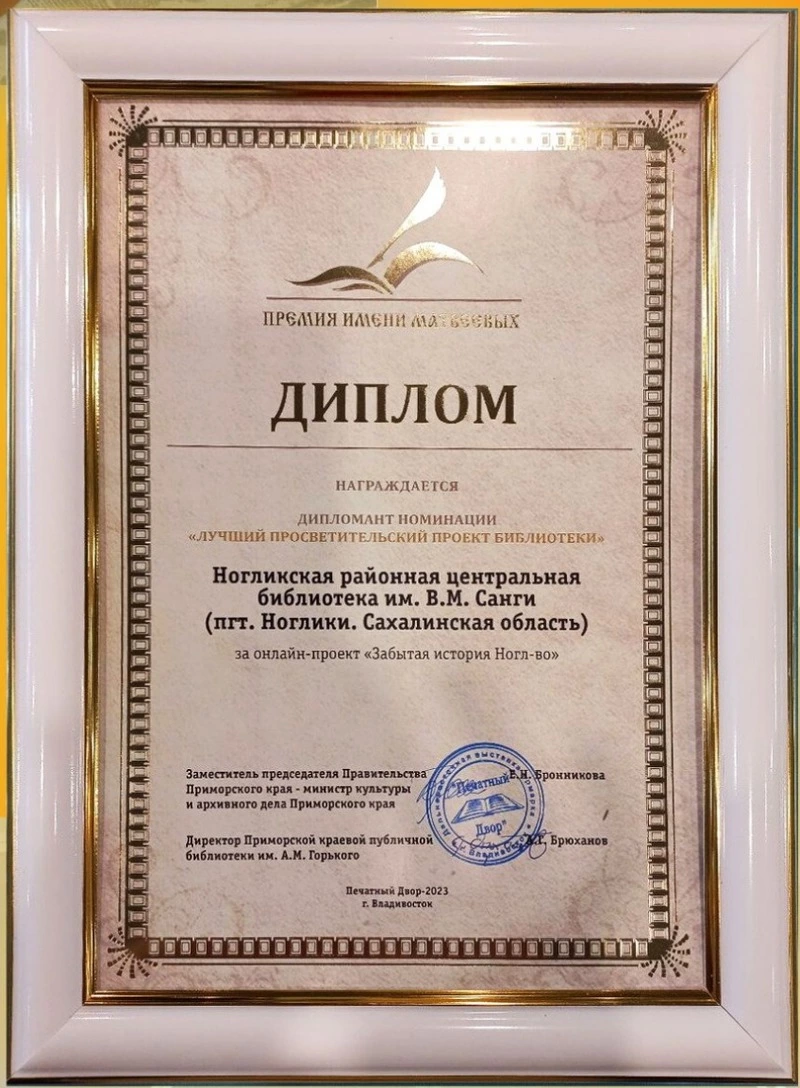 ПРЕМИЯ ИМЕНИ МАТВЕЕВЫХ
ДИПЛОМ
НАГРАЖДАЕТСЯ
ДИПЛОМАНТ НОМИНАЦИИ
«ЛУЧШИЙ ПРОСВЕТИТЕЛЬСКИЙ ПРОЕКТ БИБЛИОТЕКИ»
Ногликская районная центральная
библиотека им. В.М. Санги
(пгт. Ноглики. Сахалинская область)
за онлайн-проект «Забытая история Ногл-во»
Заместитель председателя Правительства Е.Н. Бронникова
Приморского края - министр культуры
и архивного дела Приморского края
"Печатный
Двор"
Директор Приморской краевой публичной А.Г. Брюханов
библиотеки им. А.М. Горького
Печатный Двор-2023
г. Владивосток